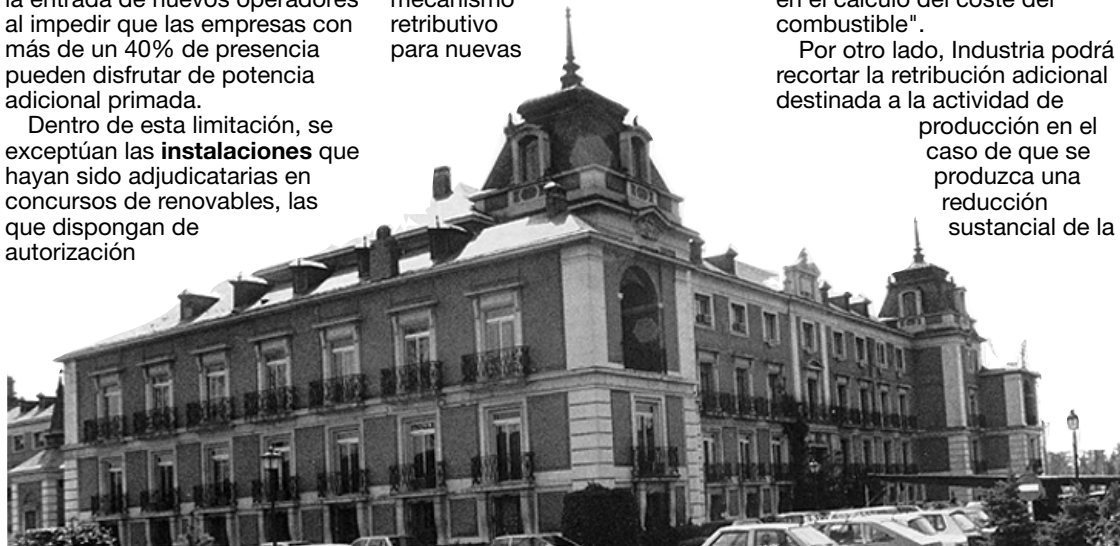 la entrada de nuevos operadores
al impedir que las empresas con
más de un 40% de presencia
pueden disfrutar de potencia
adicional primada.
Dentro de esta limitación, se
exceptúan las instalaciones que
hayan sido adjudicatarias en
concursos de renovables, las
que dispongan de
autorización
mecanismo
retributivo
para nuevas
en el cálculo del coste del
combustible".
Por otro lado, Industria podrá
recortar la retribución adicional
destinada a la actividad de
producción en el
caso de que se
produzca una
reducción
sustancial de la